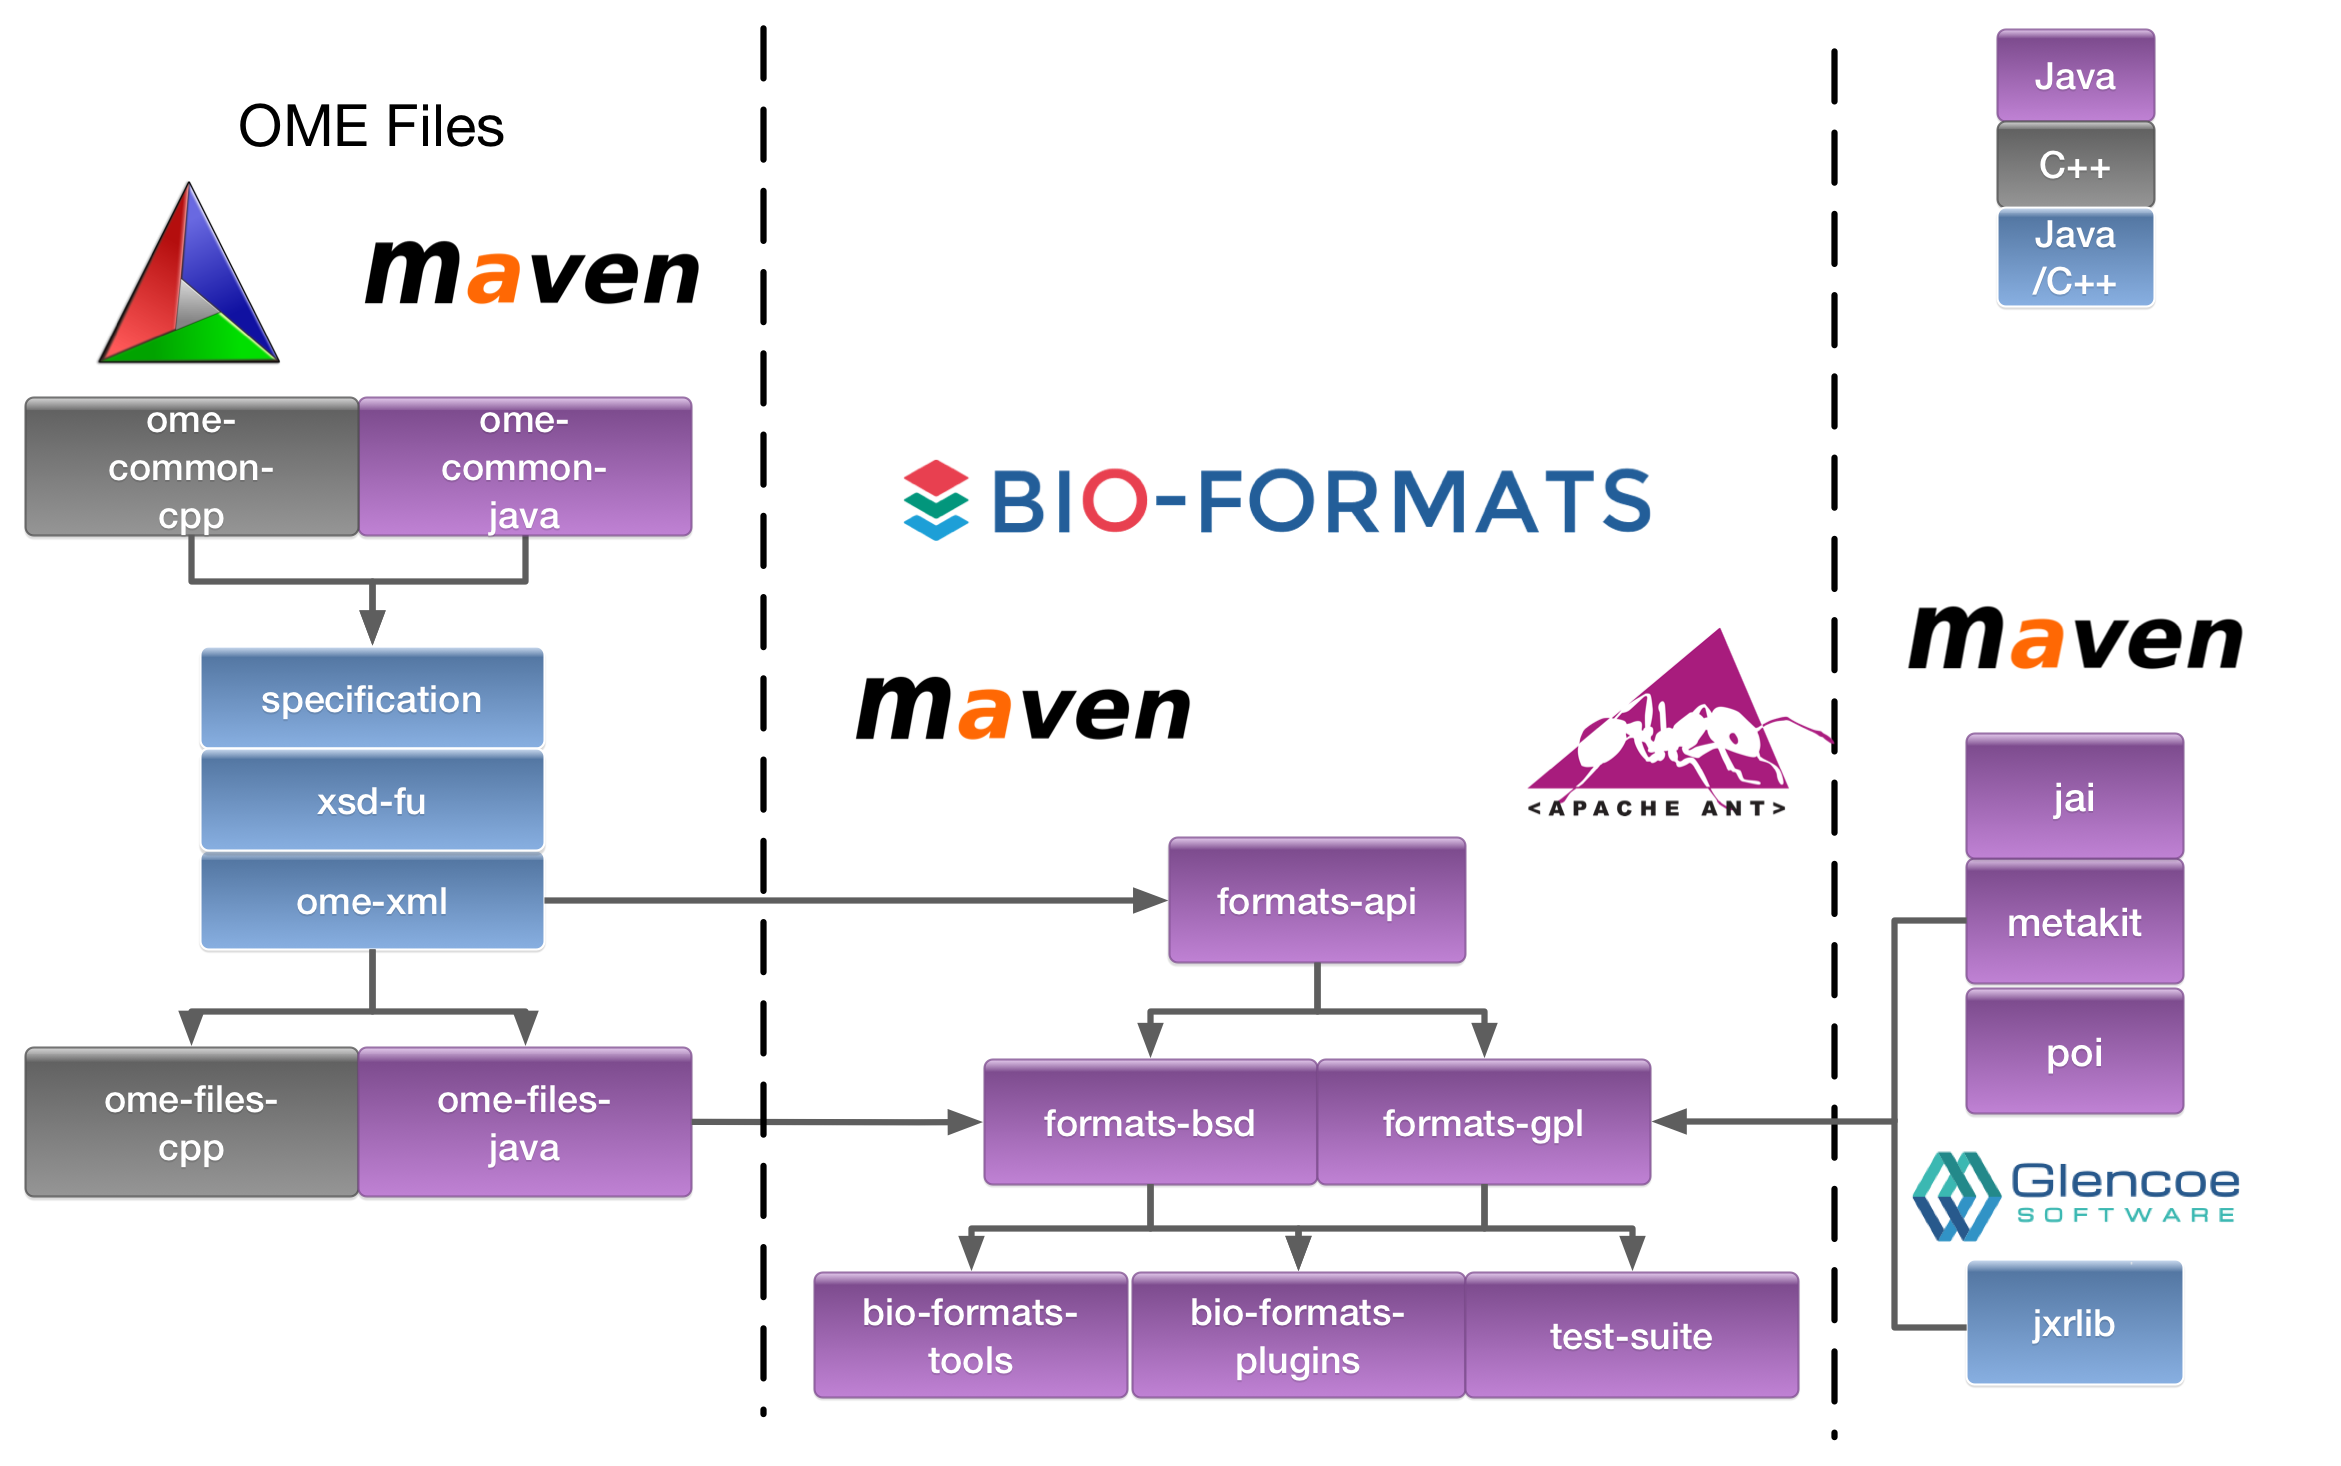 OME Files
maven
ome-
common-
cpp
ome-
common-
java
specification
xsd-fu
ome-xml
ome-files-
cpp
ome-files-
java
BIO-FORMATS
maven
<APACHE ANT>
formats-api
formats-bsd
formats-gpl
bio-formats-
tools
bio-formats-
plugins
test-suite
Java
C++
Java
/C++
maven
jai
metakit
poi
Glencoe
SOFTWARE
jxrlib